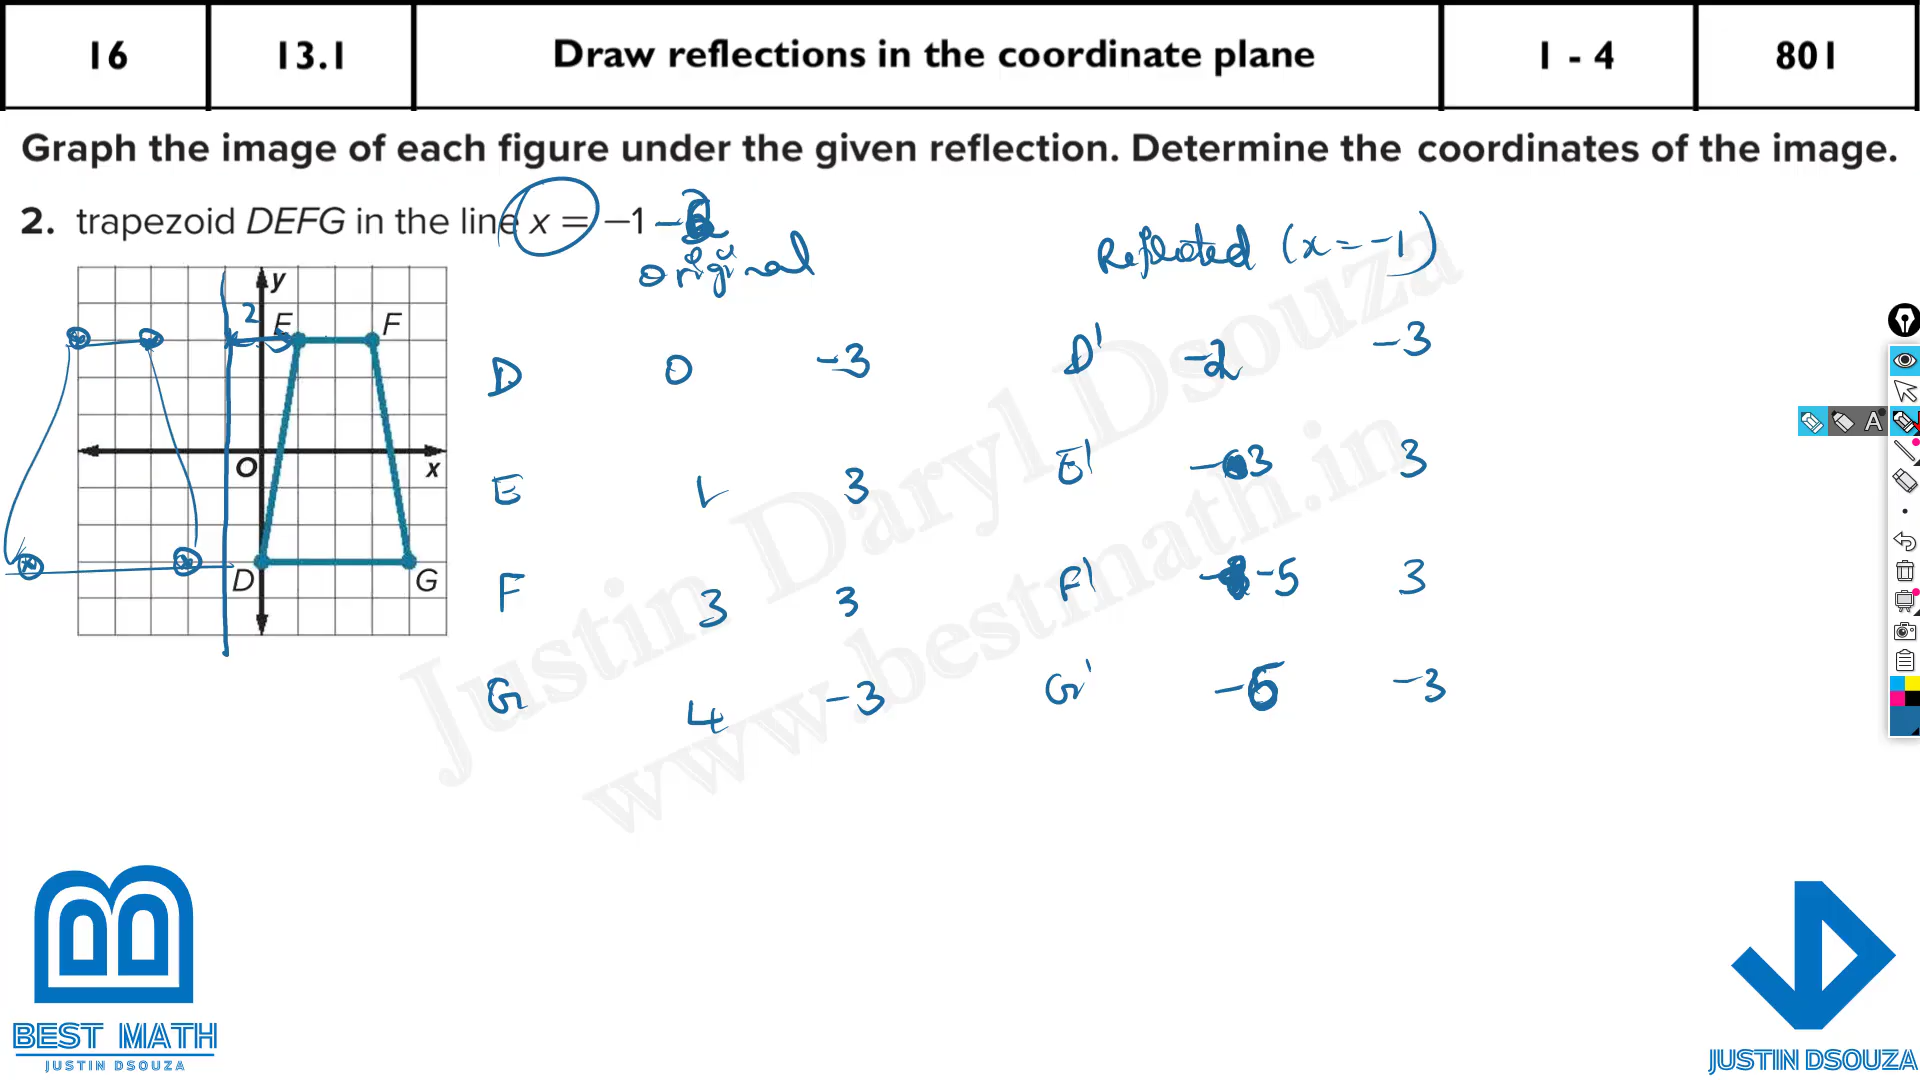 16 13.1 Draw reflections in the coordinate plane 1 - 4 801
Graph the image of each figure under the given reflection. Determine the coordinates of the image.
2. trapezoid DEFG in the line x = −1
original Reflected (x = -1)
y
2 E F
D 0 -3 D' -2 -3
O x
E 1 3 E' -3 3
D G
F 3 3 F' -5 3
G 4 -3 G' -6 -3
Justin Daryl Dsouza
www.bestmath.in
A
BEST MATH
JUSTIN DSOUZA
JUSTIN DSOUZA